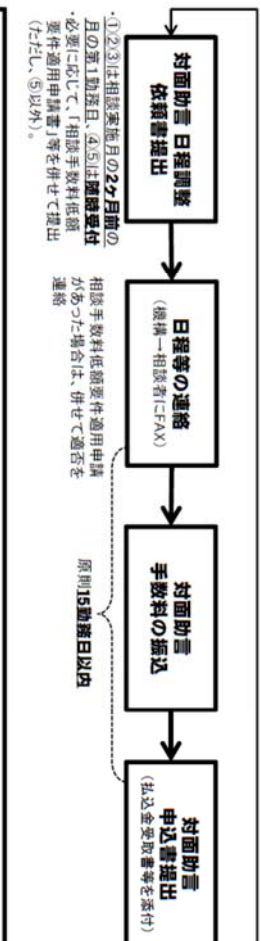 対面助言 日程調整
依頼書提出
・①②③は相談実施月の2ヶ月前の
月の第1勤務日、④⑤は随時受付
・必要に応じて、「相談手数料低額
要件適用申請書」等を併せて提出
(ただし、⑤以外)。
日程等の連絡
(機構→相談者にFAX)
相談手数料低額要件適用申請
があった場合は、併せて適否を
連絡
対面助言
手数料の振込
原則15勤務日以内
対面助言
申込書提出
(払込金受取書等を添付)